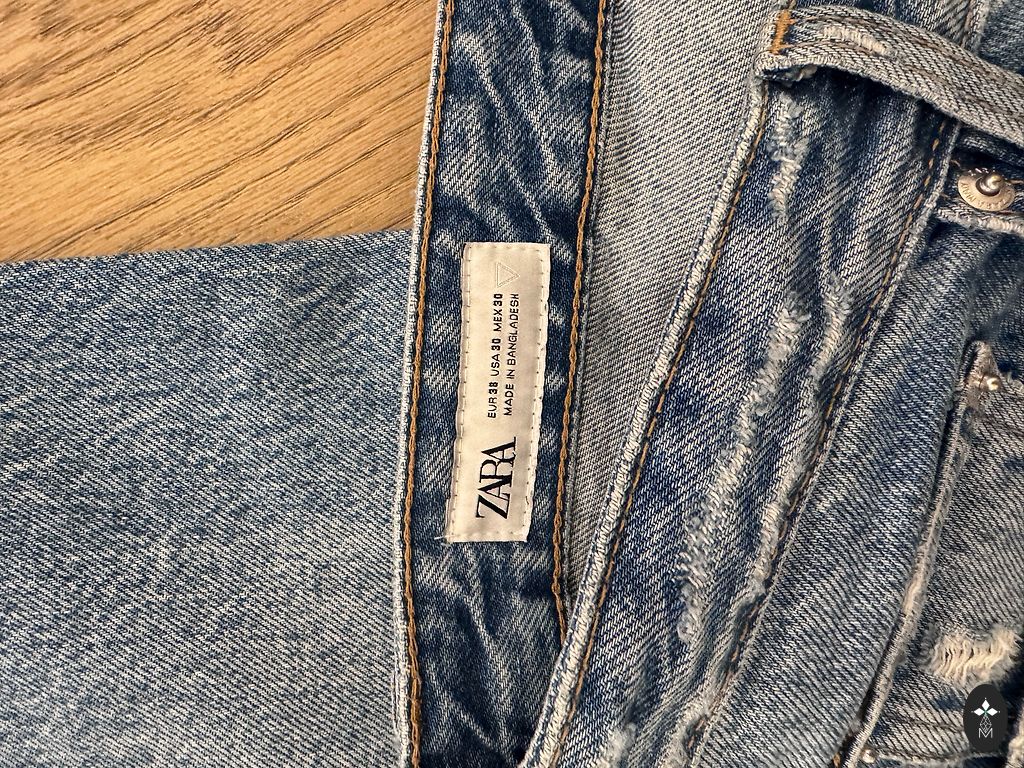 ZARA
EUR 38 USA 30 MEX 30
MADE IN BANGLADESH
M